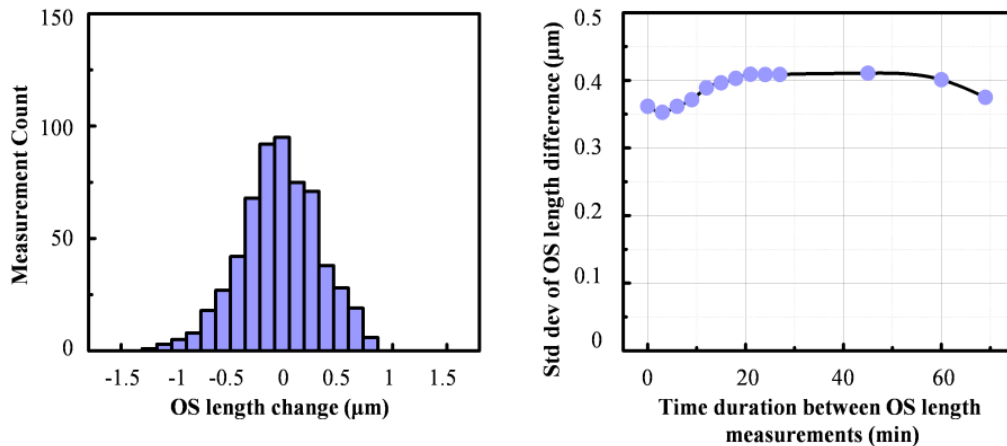 150
100
50
0
Measurement Count
-1.5 -1 -0.5 0 0.5 1 1.5
OS length change (µm)
0.5
0.4
0.3
0.2
0.1
0
Std dev of OS length difference (µm)
0 20 40 60
Time duration between OS length
measurements (min)